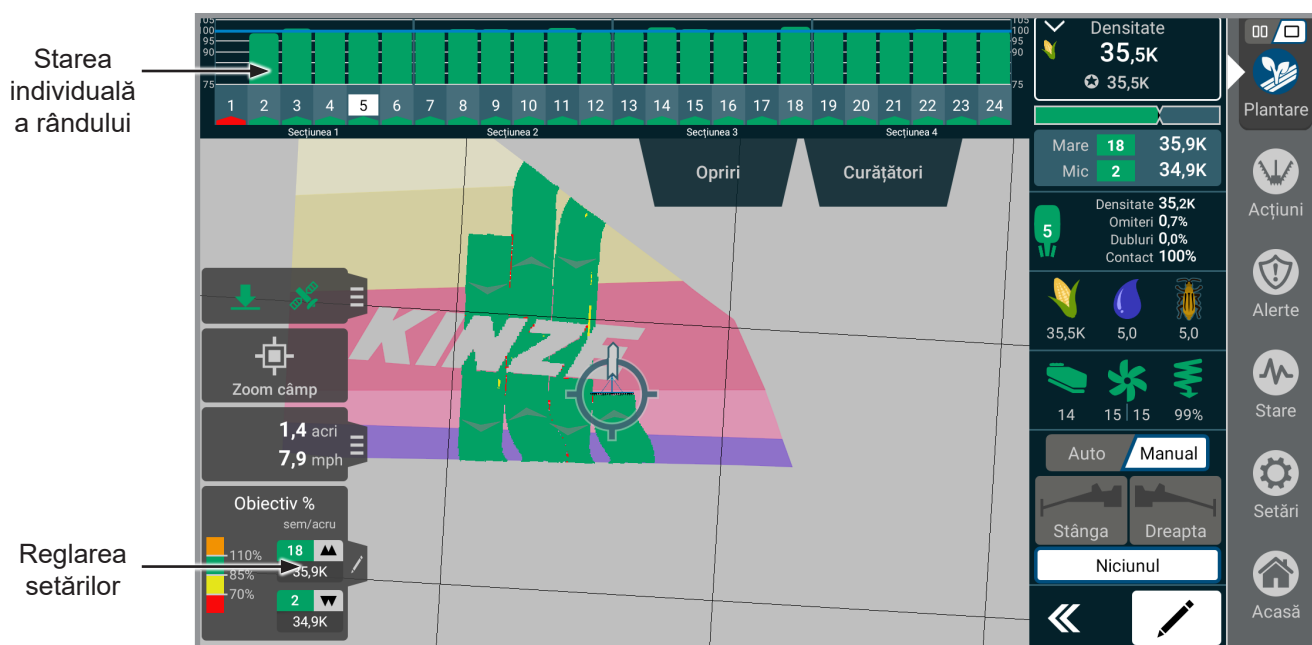 Starea
individuală
a rândului
Reglarea
setărilor
105
100
95
90
75
105
100
95
90
75
1 2 3 4 5 6 7 8 9 10 11 12 13 14 15 16 17 18 19 20 21 22 23 24
Secțiunea 1 Secțiunea 2 Secțiunea 3 Secțiunea 4
Opriri Curățători
KINZE
Zoom câmp
1,4 acri
7,9 mph
Obiectiv %
sem/acru
110%
85%
70%
18
35,9K
2
34,9K
Densitate
35,5K
35,5K
Mare 18 35,9K
Mic 2 34,9K
5
Densitate 35,2K
Omiteri 0,7%
Dubluri 0,0%
Contact 100%
35,5K 5,0 5,0
14 15 15 99%
Auto Manual
Stânga Dreapta
Niciunul
Plantare
Acțiuni
Alerte
Stare
Setări
Acasă